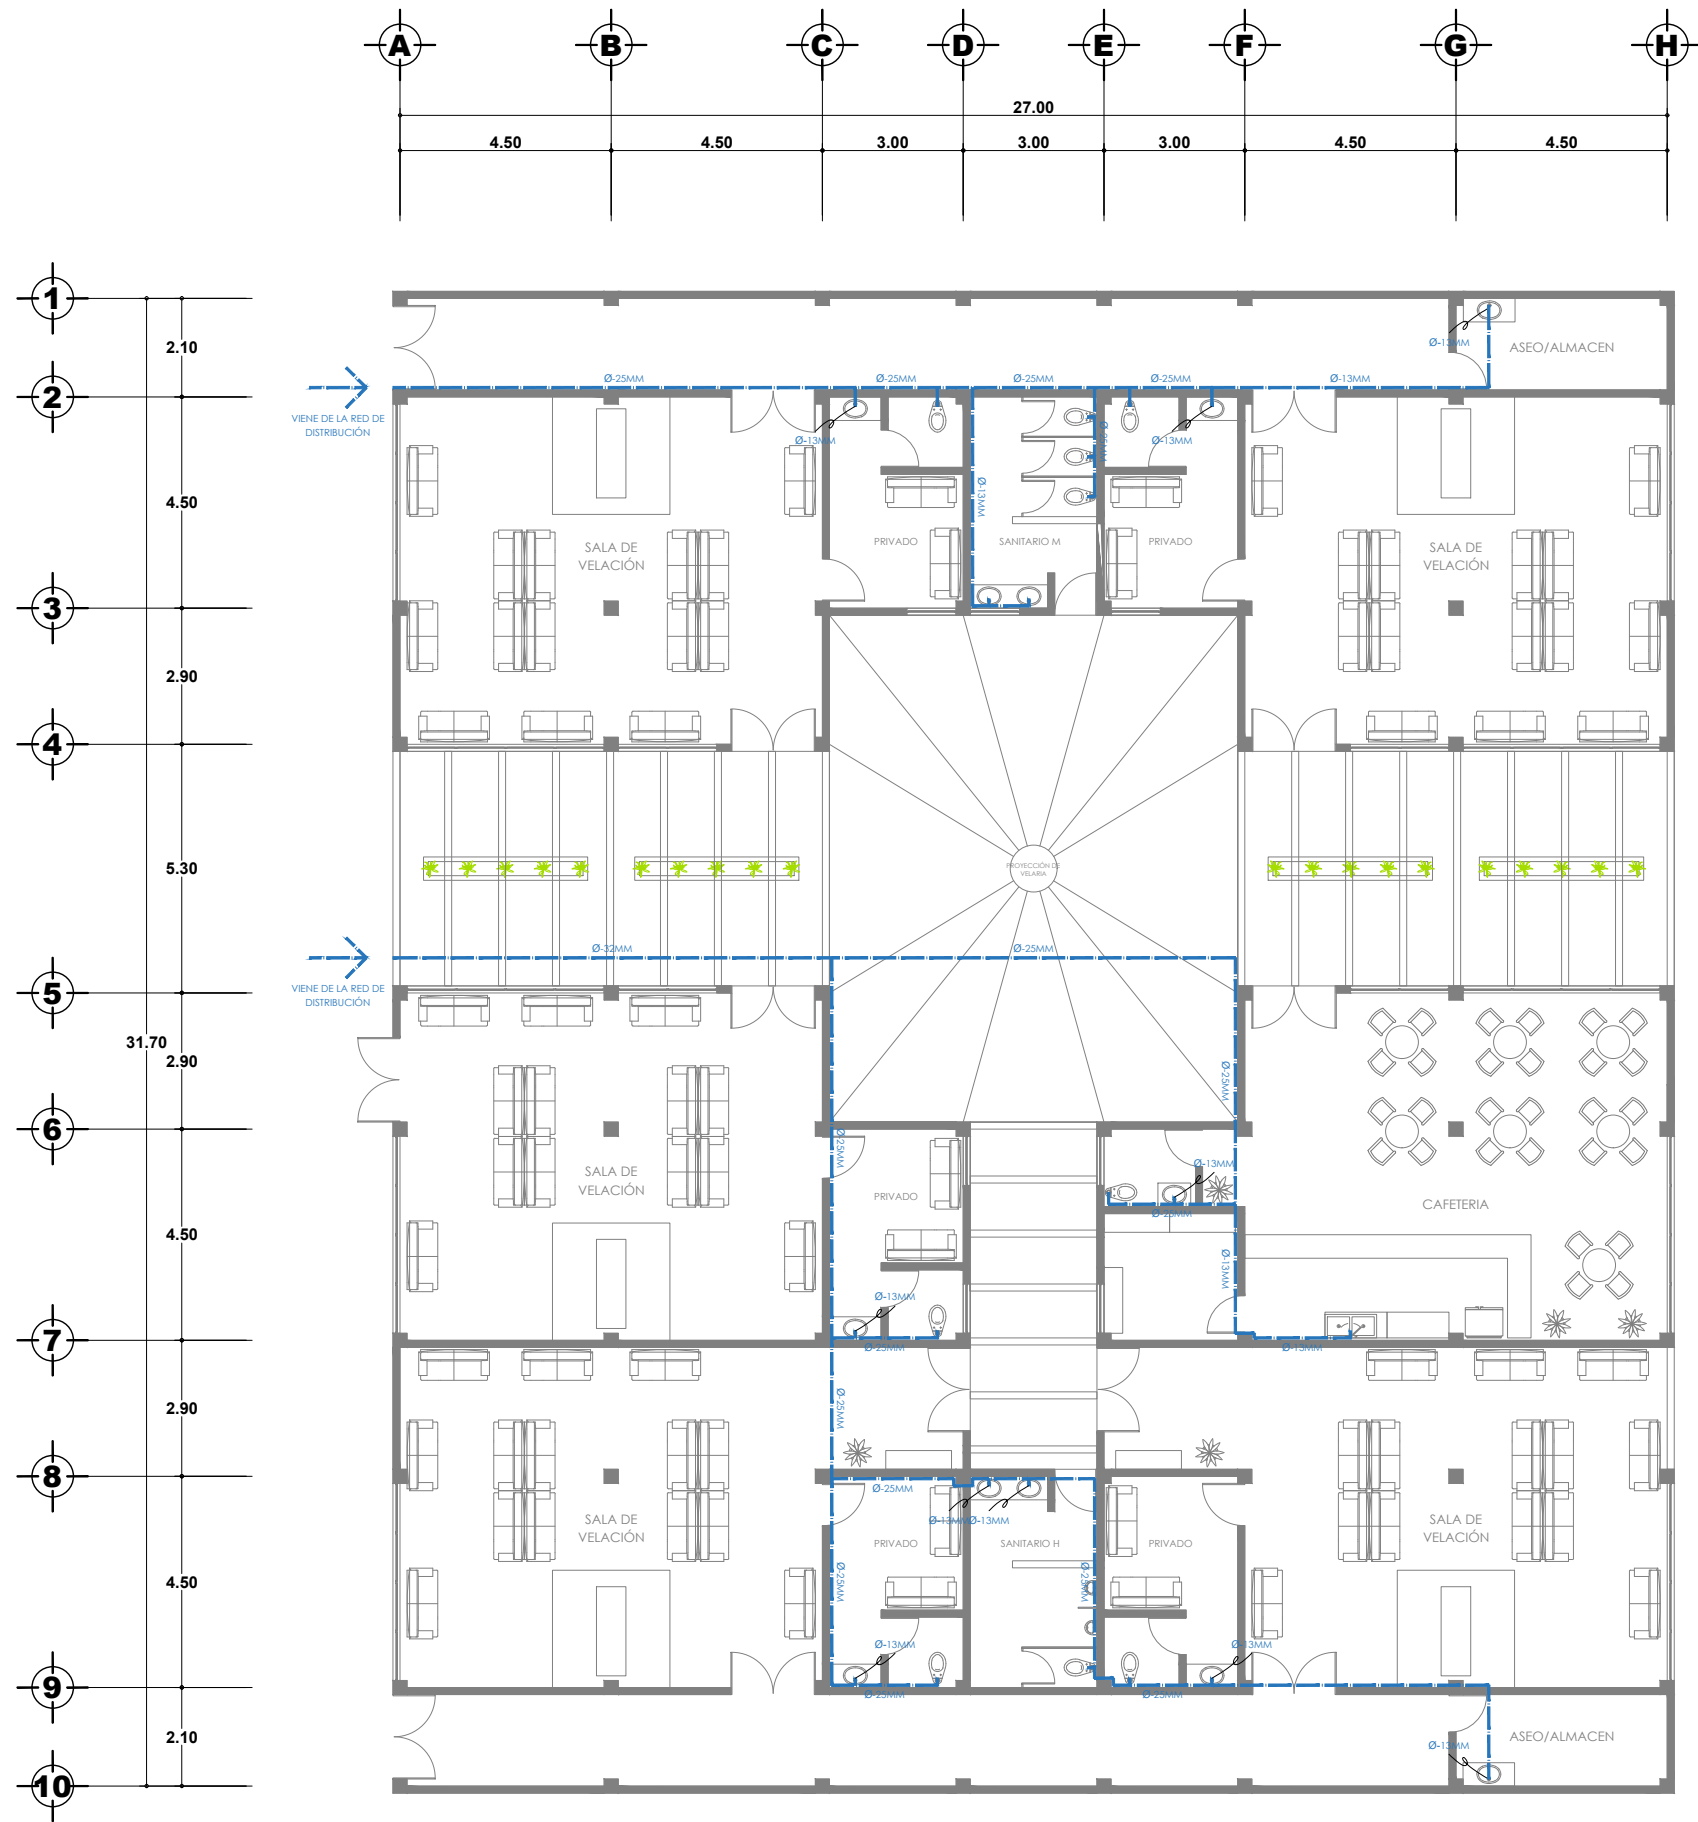 A B C D E F G H
27.00
4.50 4.50 3.00 3.00 3.00 4.50 4.50
1
2.10
Ø-13MM
ASEO/ALMACEN
Ø-25MM Ø-25MM Ø-25MM Ø-25MM Ø-13MM
2
VIENE DE LA RED DE
DISTRIBUCIÓN
Ø-13MM
Ø-25MM
Ø-13MM
4.50
Ø-13MM
PRIVADO
SANITARIO M
PRIVADO
SALA DE
VELACIÓN
SALA DE
VELACIÓN
3
2.90
4
5.30
PROYECCIÓN DE
VELARIA
Ø-32MM
Ø-25MM
VIENE DE LA RED DE
DISTRIBUCIÓN
5
31.70
2.90
Ø-25MM
6
Ø-25MM
Ø-13MM
SALA DE
VELACIÓN
PRIVADO
CAFETERIA
Ø-25MM
4.50
Ø-13MM
Ø-13MM
7
Ø-25MM
Ø-13MM
2.90
Ø-25MM
8
Ø-25MM
Ø-13MM
Ø-13MM
SALA DE
VELACIÓN
SALA DE
VELACIÓN
PRIVADO
SANITARIO H
PRIVADO
4.50
Ø-25MM
Ø-25MM
Ø-13MM
Ø-13MM
9
Ø-25MM
Ø-25MM
2.10
ASEO/ALMACEN
Ø-13MM
10